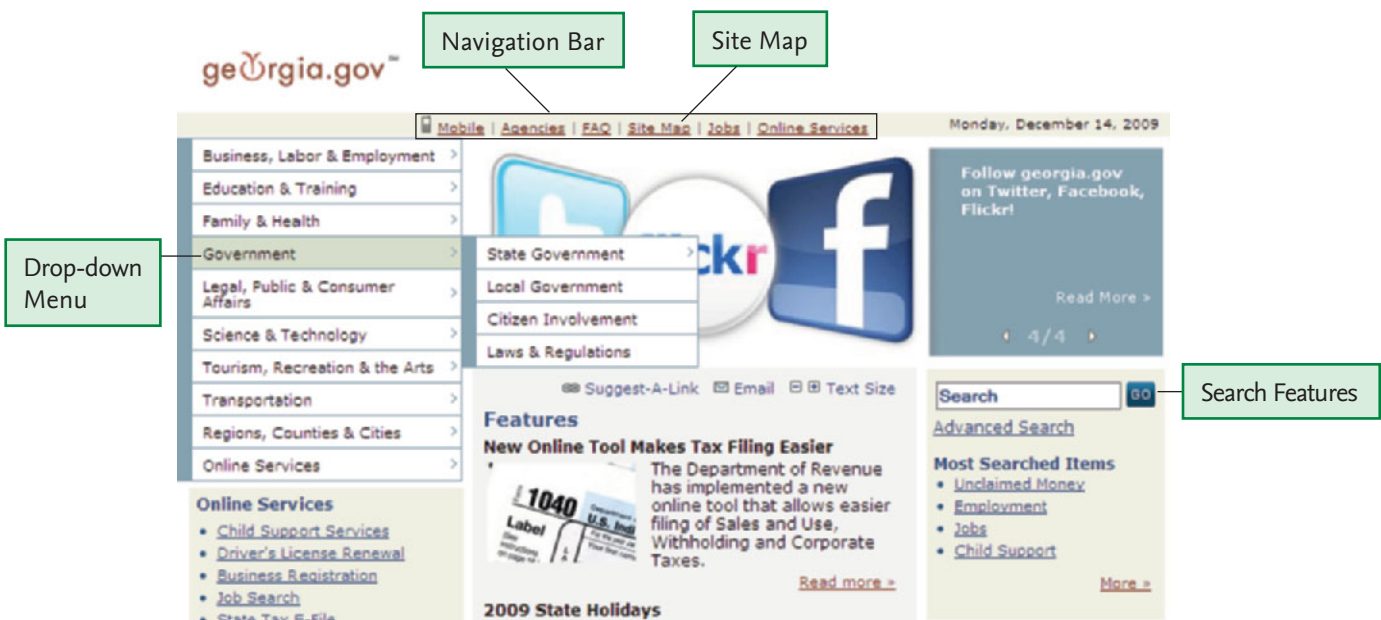 Navigation Bar
Site Map
georgia.gov
Mobile | Agencies | FAQ | Site Map | Jobs | Online Services
Monday, December 14, 2009
Business, Labor & Employment >
Education & Training >
Family & Health >
Government >
Legal, Public & Consumer
Affairs >
Science & Technology >
Tourism, Recreation & the Arts >
Transportation >
Regions, Counties & Cities >
Online Services >
Drop-down
Menu
State Government >
Local Government
Citizen Involvement
Laws & Regulations
ckr
f
Follow georgia.gov
on Twitter, Facebook,
Flickr!
Read More »
4/4
Suggest-A-Link Email Text Size
Features
New Online Tool Makes Tax Filing Easier
The Department of Revenue
has implemented a new
online tool that allows easier
filing of Sales and Use,
Withholding and Corporate
Taxes.
1040
Label
U.S. Indi
Read more »
2009 State Holidays
Search GO
Search Features
Advanced Search
Most Searched Items
• Unclaimed Money
• Employment
• Jobs
• Child Support
More »
Online Services
• Child Support Services
• Driver's License Renewal
• Business Registration
• Job Search
• State Tax E-File